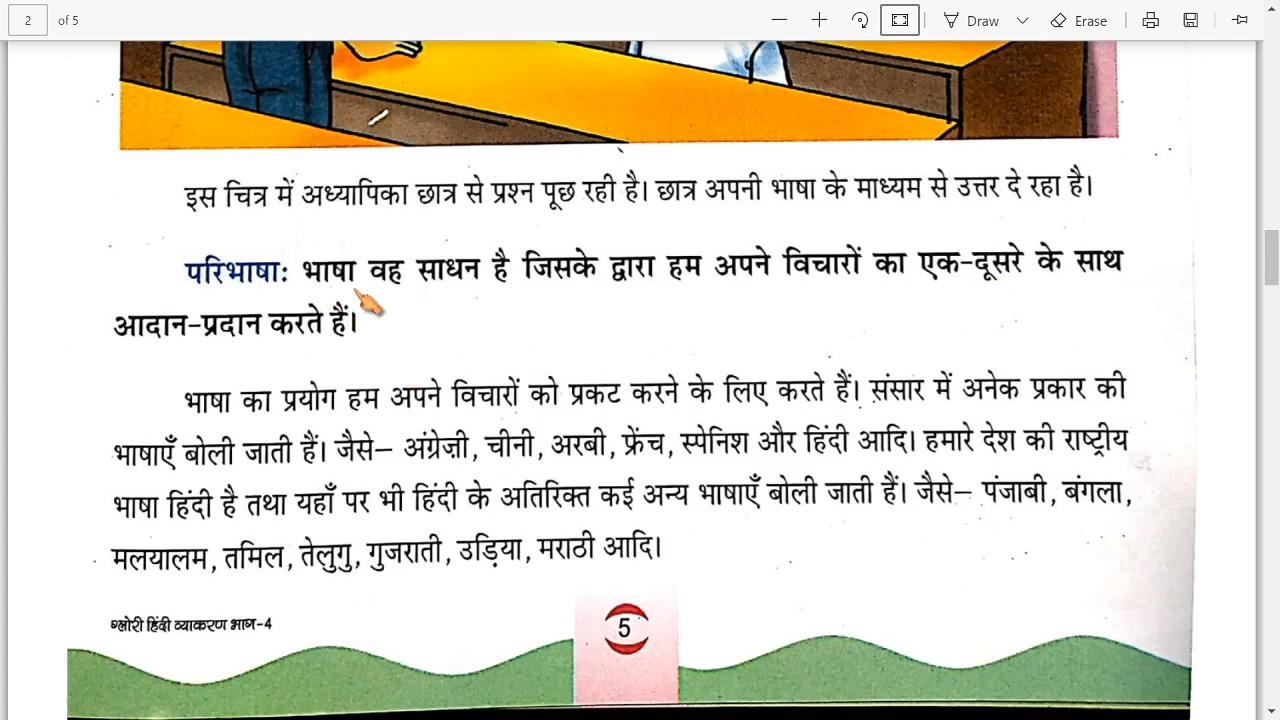 2 of 5 Draw Erase
इस चित्र में अध्यापिका छात्र से प्रश्न पूछ रही है। छात्र अपनी भाषा के माध्यम से उत्तर दे रहा है।
परिभाषाः भाषा वह साधन है जिसके द्वारा हम अपने विचारों का एक-दूसरे के साथ
आदान-प्रदान करते हैं।
भाषा का प्रयोग हम अपने विचारों को प्रकट करने के लिए करते हैं। संसार में अनेक प्रकार की
भाषाएँ बोली जाती हैं। जैसे– अंग्रेज़ी, चीनी, अरबी, फ्रेंच, स्पेनिश और हिंदी आदि। हमारे देश की राष्ट्रीय
भाषा हिंदी है तथा यहाँ पर भी हिंदी के अतिरिक्त कई अन्य भाषाएँ बोली जाती हैं। जैसे– पंजाबी, बंगला,
मलयालम, तमिल, तेलुगु, गुजराती, उड़िया, मराठी आदि।
ग्लोरी हिंदी व्याकरण भाग-4
5